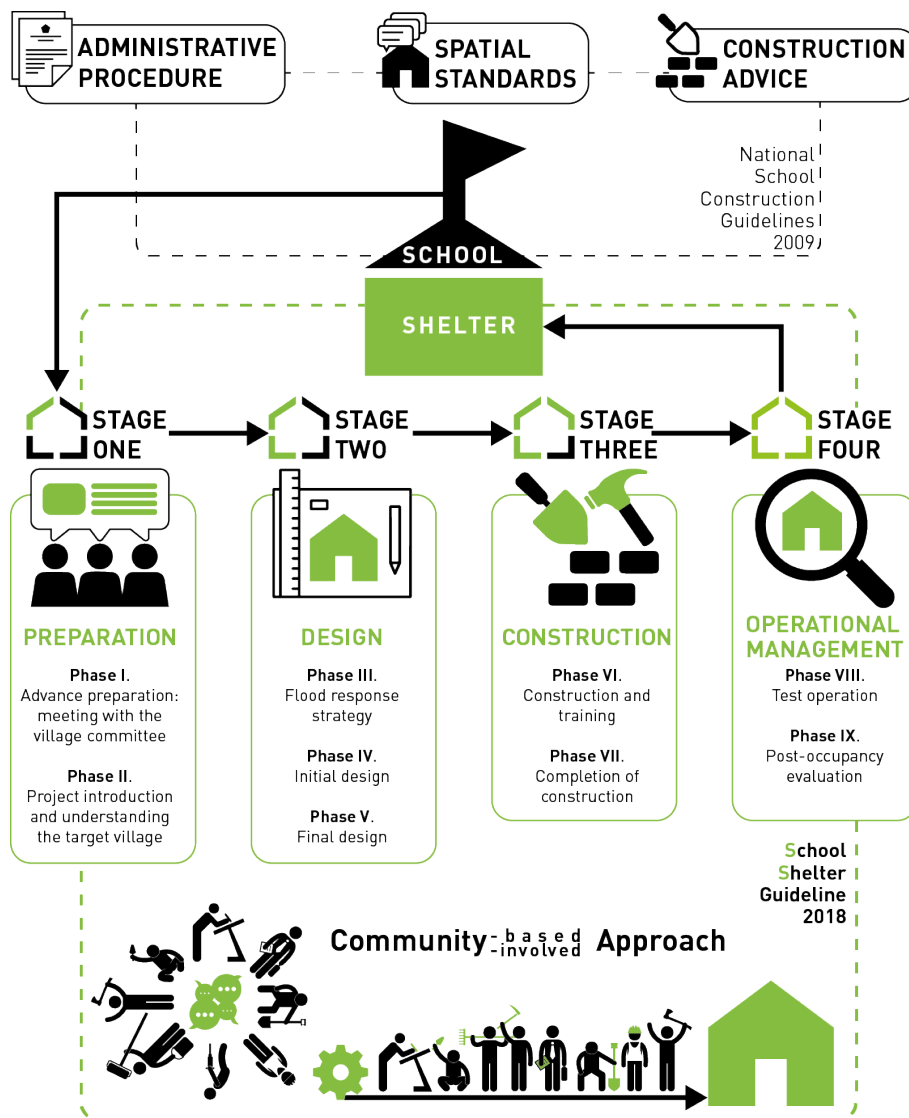 ADMINISTRATIVE
PROCEDURE
SPATIAL
STANDARDS
CONSTRUCTION
ADVICE
National
School
Construction
Guidelines
2009
SCHOOL
SHELTER
STAGE
ONE
STAGE
TWO
STAGE
THREE
STAGE
FOUR
PREPARATION
Phase I.
Advance preparation:
meeting with the
village committee
Phase II.
Project introduction
and understanding
the target village
DESIGN
Phase III.
Flood response
strategy
Phase IV.
Initial design
Phase V.
Final design
CONSTRUCTION
Phase VI.
Construction and
training
Phase VII.
Completion of
construction
OPERATIONAL
MANAGEMENT
Phase VIII.
Test operation
Phase IX.
Post-occupancy
evaluation
School
Shelter
Guideline
2018
Community-based -involved Approach